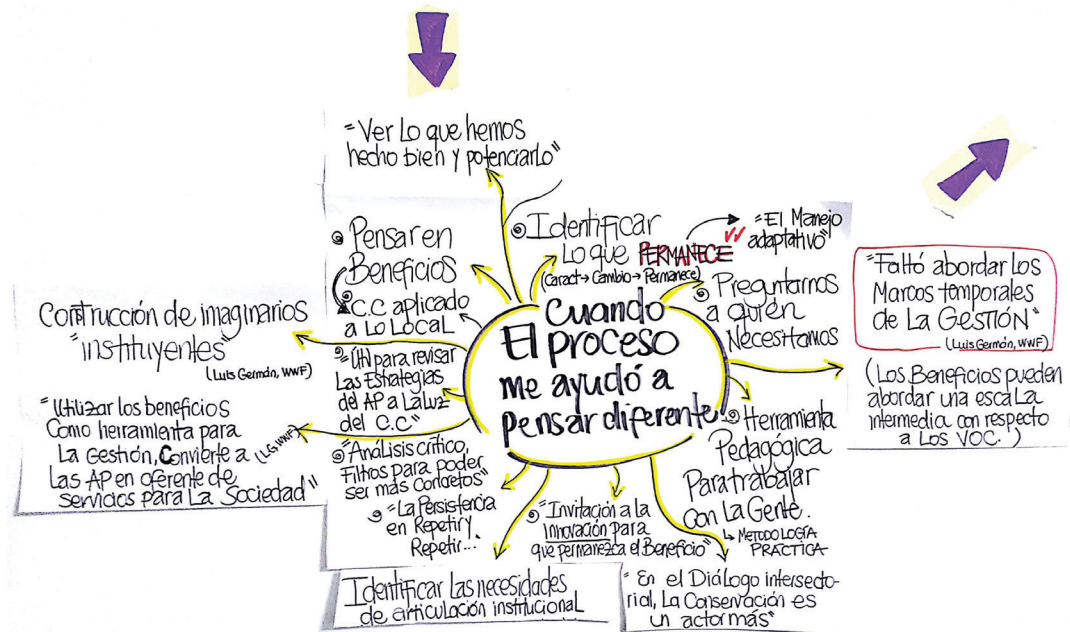 "Ver Lo que hemos
hecho bien y potenciarlo"
Pensar en
Beneficios
C.C aplicado
a Lo Local
Identificar
Lo que PERMANECE
(Caract→ Cambio → Permanece)
"El Manejo
adaptativo"
Preguntarnos
a quién
Necesitamos
"Faltó abordar los
Marcos temporales
de La GESTIÓN"
(Luis Germán, WWF)
(Los Beneficios pueden
abordar una escala
intermedia con respecto
a Los VOC.)
Construcción de imaginarios
"instituyentes"
(Luis Germán, WWF)
Cuando
El proceso
me ayudó a
Pensar diferente
"Útil para revisar
Las Estrategias
del AP a La luz
del C.C"
"Utilizar los beneficios
Como herramienta para
La Gestión, Convierte a
Las AP en oferente de
servicios para La Sociedad"
(LG, WWF)
"Análisis crítico,
Filtros para poder
ser más Concretos"
"La Persistencia
en Repetir y
Repetir..."
"Invitación a la
innovación para
que permanezca el Beneficio"
Herramienta
Pedagógica
Para trabajar
con La Gente.
↳ METODOLOGÍA
PRÁCTICA
Identificar las necesidades
de articulación institucional
"En el Diálogo intersecto-
rial, La Conservación es
un actor más"